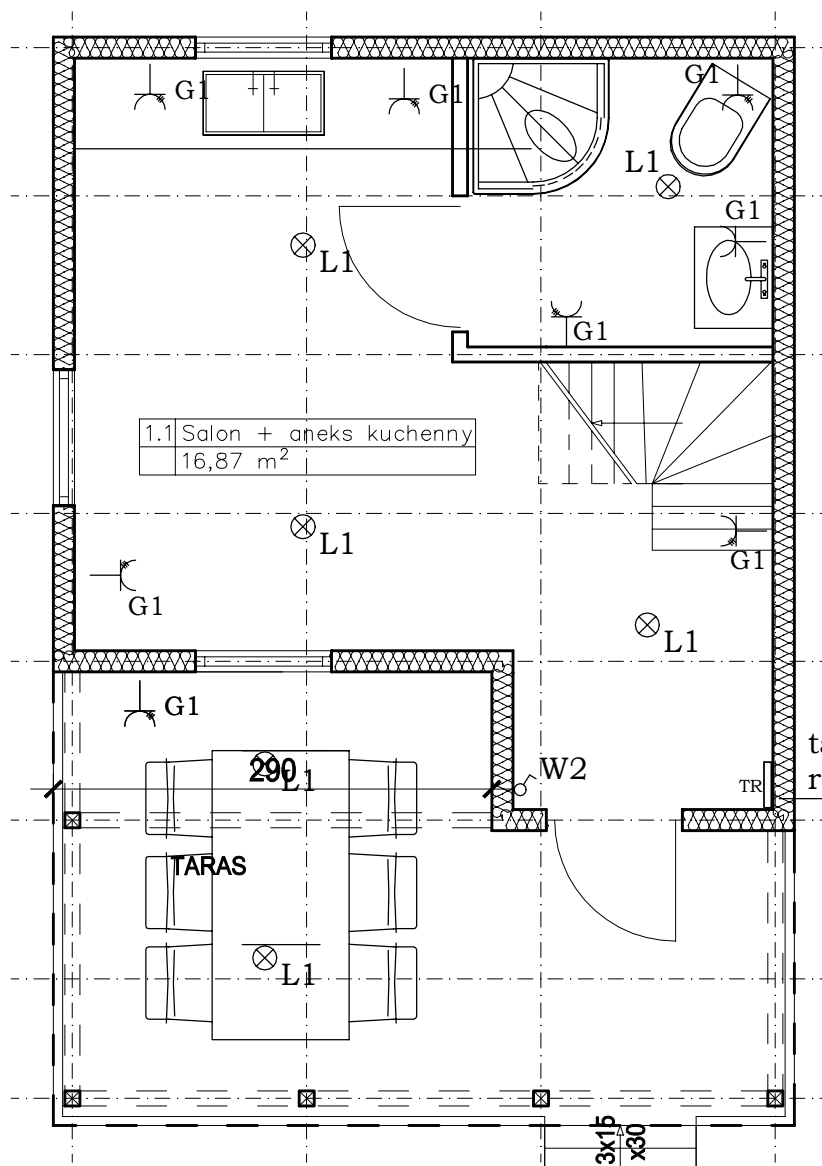 G1
G1
G1
L1
G1
L1
G1
1.1 Salon + aneks kuchenny
16,87 m²
L1
G1
G1
L1
G1
ta
290
L1
W2
TR
r
TARAS
L1
3x15
x30